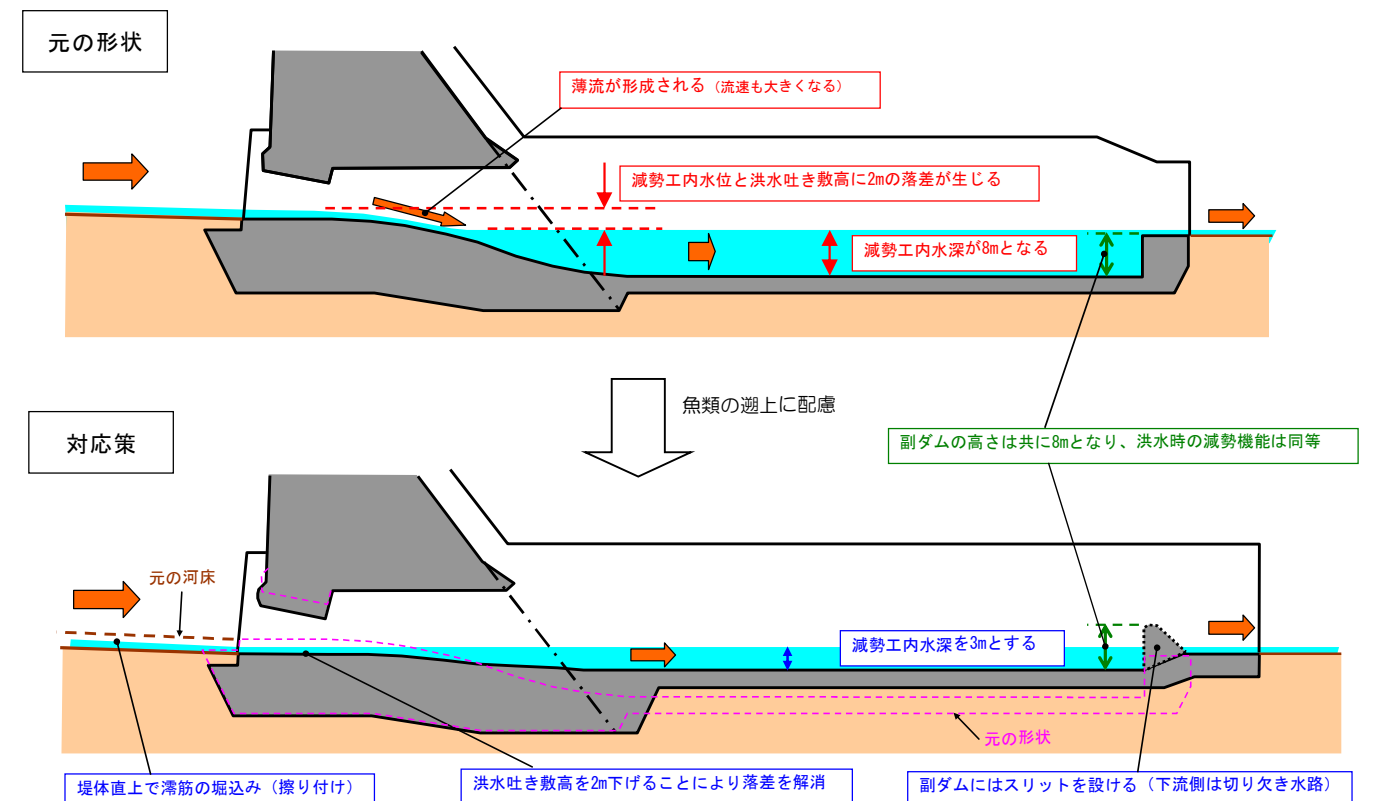 元の形状
薄流が形成される（流速も大きくなる）
減勢工内水位と洪水吐き敷高に2mの落差が生じる
減勢工内水深が8mとなる
魚類の遡上に配慮
対応策
副ダムの高さは共に8mとなり、洪水時の減勢機能は同等
元の河床
減勢工内水深を3mとする
元の形状
堤体直上で澪筋の堀込み（擦り付け）
洪水吐き敷高を2m下げることにより落差を解消
副ダムにはスリットを設ける（下流側は切り欠き水路）